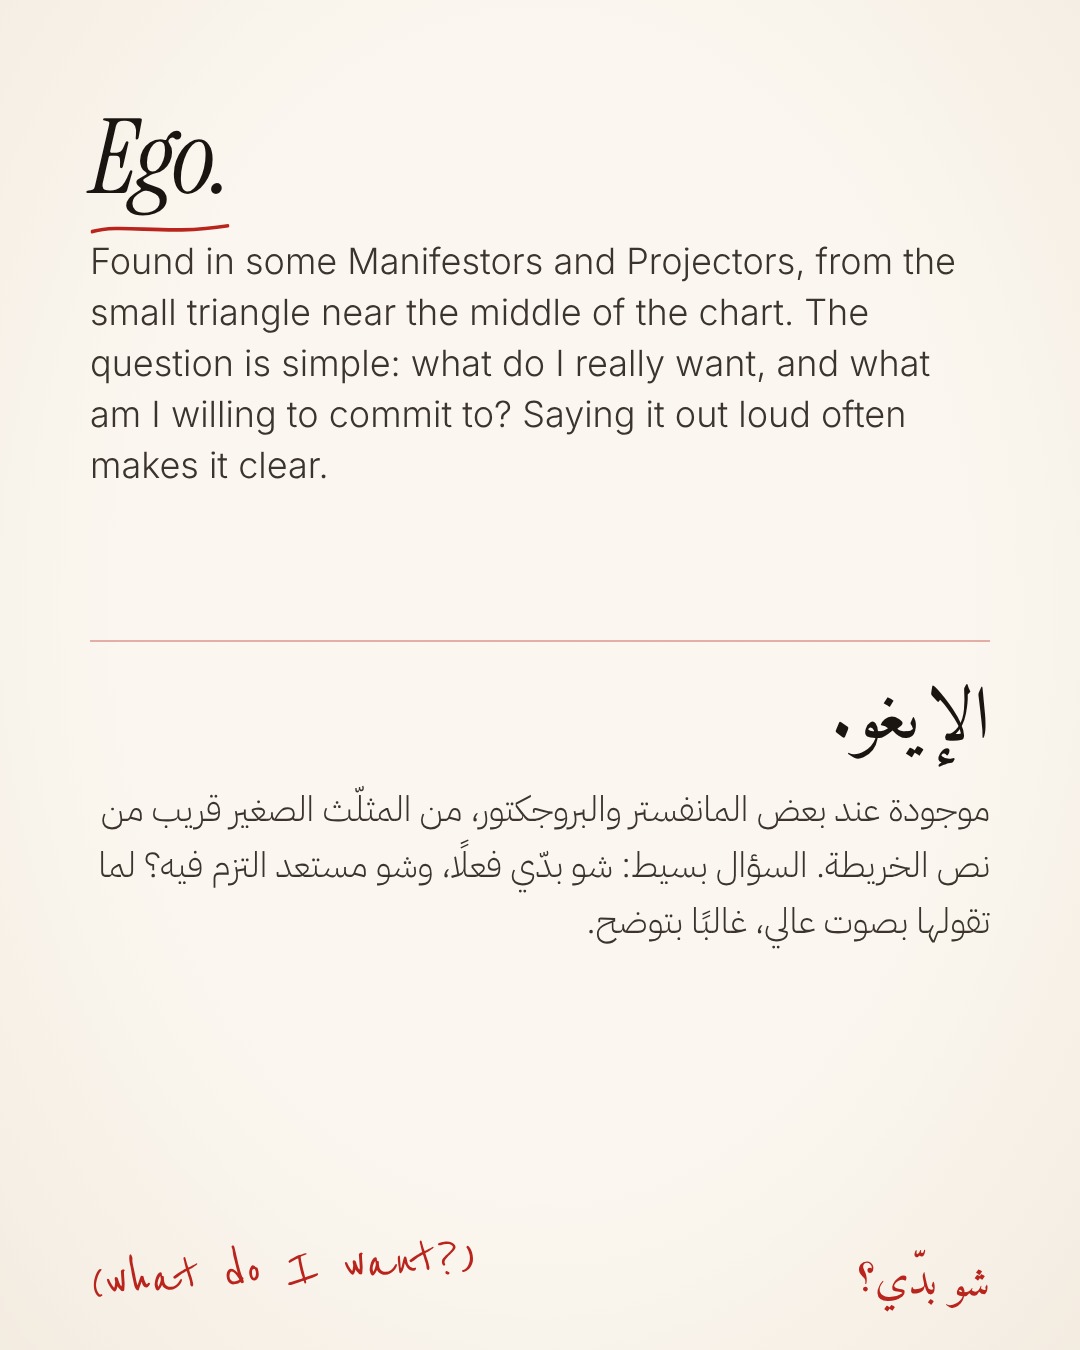 Ego.
Found in some Manifestors and Projectors, from the
small triangle near the middle of the chart. The
question is simple: what do I really want, and what
am I willing to commit to? Saying it out loud often
makes it clear.
الإيغو.
موجودة عند بعض المانفستر والبروجكتور، من المثلّث الصغير قريب من
نص الخريطة. السؤال بسيط: شو بدّي فعلًا، وشو مستعد التزم فيه؟ لما
تقولها بصوت عالي، غالبًا بتوضح.
(what do I want?)
شو بدّي؟